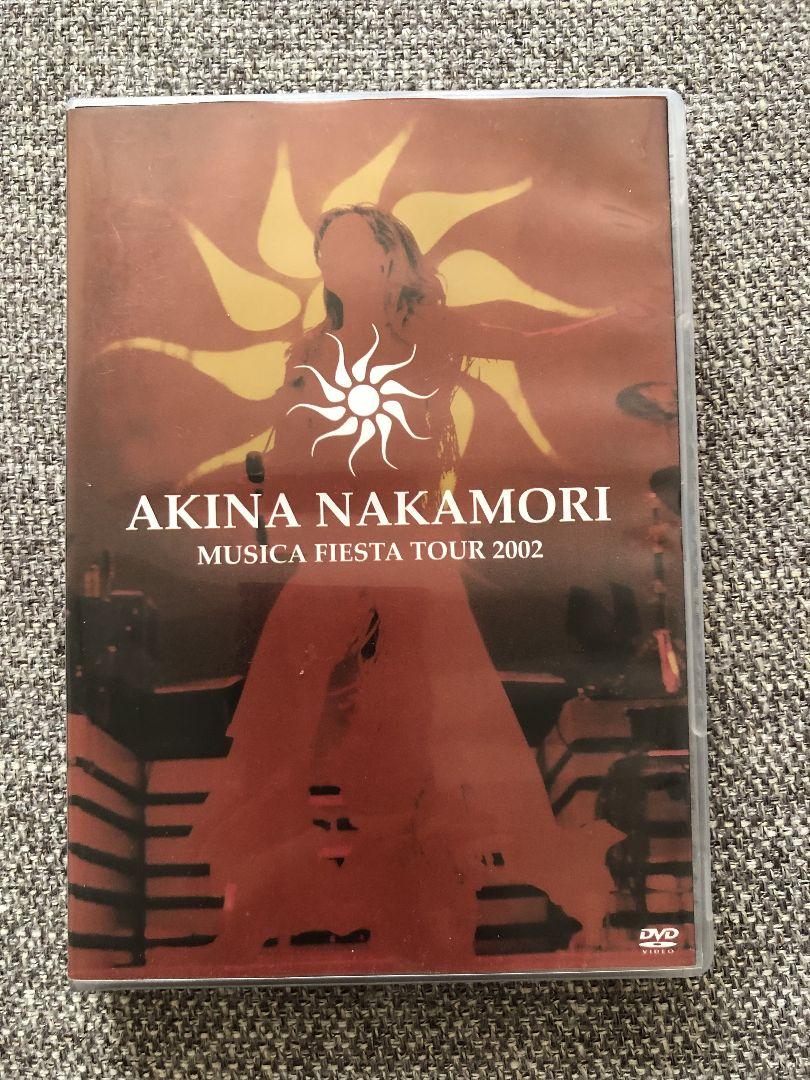 AKINA NAKAMORI
MUSICA FIESTA TOUR 2002
DVD
VIDEO